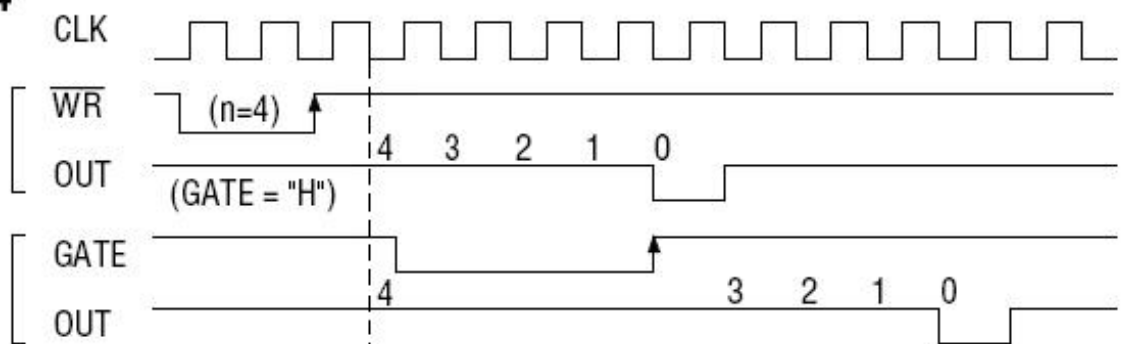 CLK
WR (n=4)
4 3 2 1 0
OUT
(GATE = "H")
GATE
4 3 2 1 0
OUT